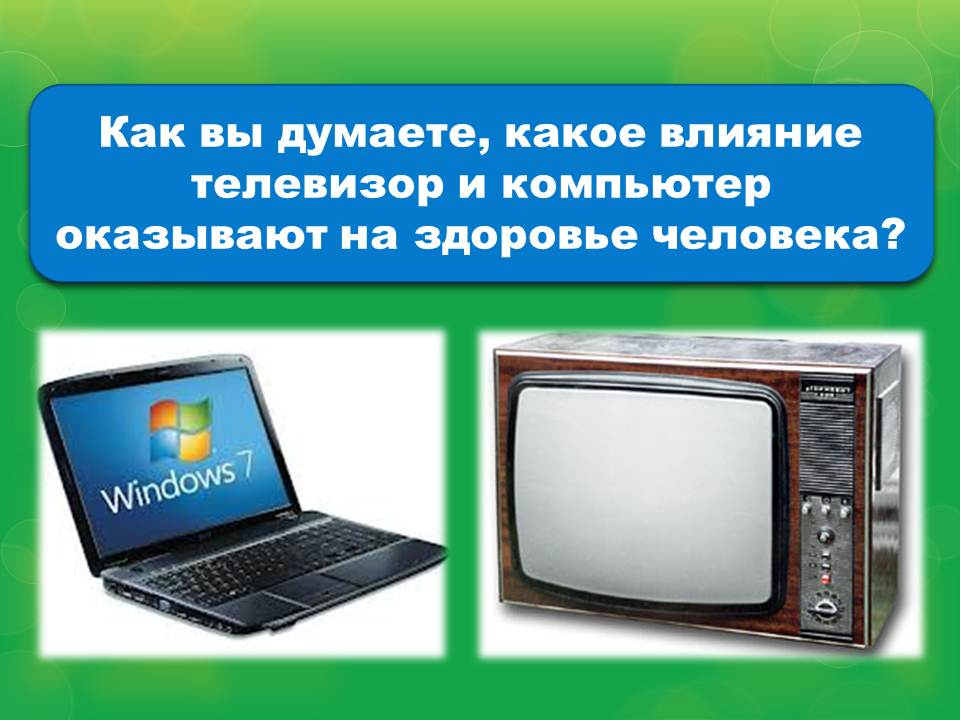 Как вы думаете, какое влияние
телевизор и компьютер
оказывают на здоровье человека?
Windows 7